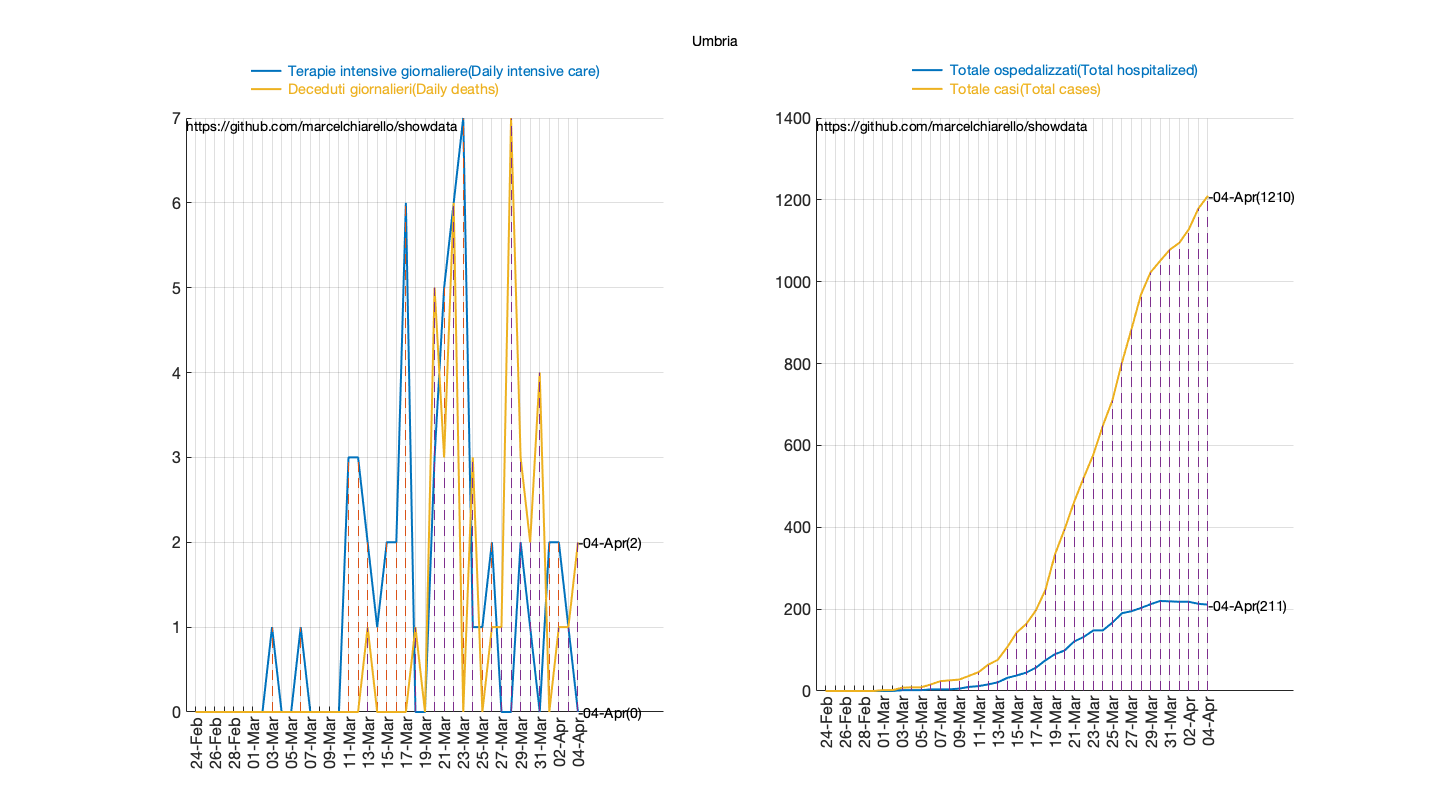 Umbria
Terapie intensive giornaliere(Daily intensive care)
Deceduti giornalieri(Daily deaths)
https://github.com/marcelchiarello/showdata
7
6
5
4
3
2
1
0
-04-Apr(2)
-04-Apr(0)
24-Feb
26-Feb
28-Feb
01-Mar
03-Mar
05-Mar
07-Mar
09-Mar
11-Mar
13-Mar
15-Mar
17-Mar
19-Mar
21-Mar
23-Mar
25-Mar
27-Mar
29-Mar
31-Mar
02-Apr
04-Apr
Totale ospedalizzati(Total hospitalized)
Totale casi(Total cases)
https://github.com/marcelchiarello/showdata
1400
1200
1000
800
600
400
200
0
-04-Apr(1210)
-04-Apr(211)
24-Feb
26-Feb
28-Feb
01-Mar
03-Mar
05-Mar
07-Mar
09-Mar
11-Mar
13-Mar
15-Mar
17-Mar
19-Mar
21-Mar
23-Mar
25-Mar
27-Mar
29-Mar
31-Mar
02-Apr
04-Apr